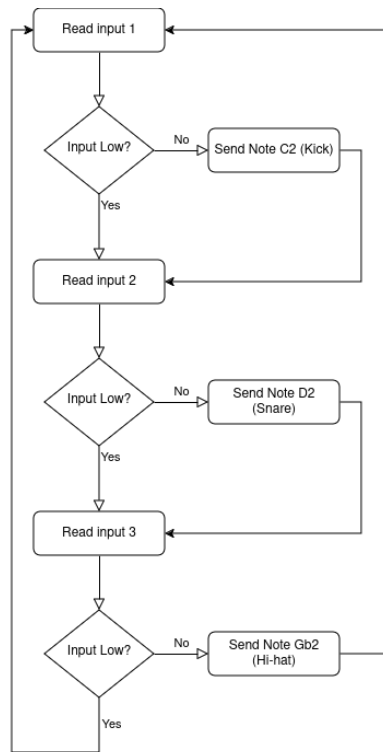 Read input 1
Input Low?
No
Send Note C2 (Kick)
Yes
Read input 2
Input Low?
No
Send Note D2
(Snare)
Yes
Read input 3
Input Low?
No
Send Note Gb2
(Hi-hat)
Yes